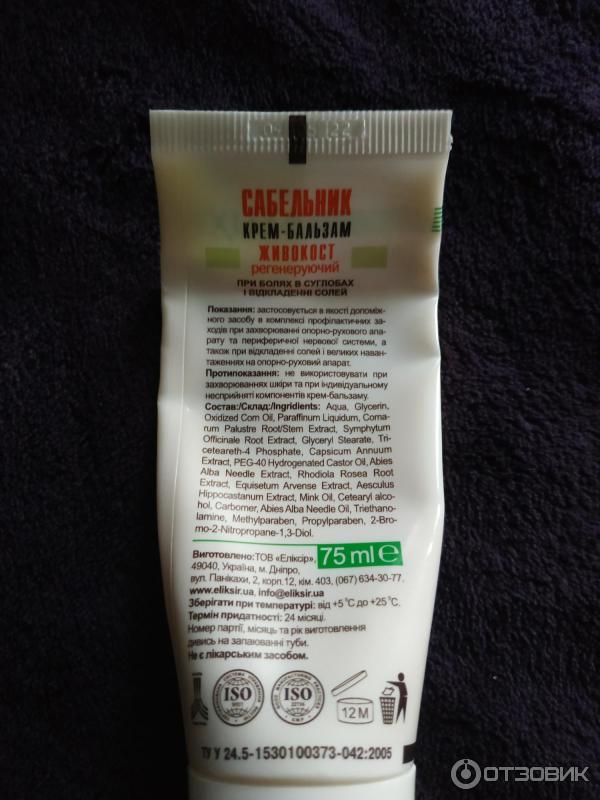 САБЕЛЬНИК
КРЕМ-БАЛЬЗАМ
ЖИВОКОСТ
регенеруючий
ПРИ БОЛЯХ В СУГЛОБАХ
І ВІДКЛАДЕННІ СОЛЕЙ
Показання: застосовується в якості допоміж-
ного засобу в комплексі профілактичних за-
ходів при захворюванні опорно-рухового апа-
рату та периферичної нервової системи, а
також при відкладенні солей і великих наван-
таженнях на опорно-руховий апарат.
Протипоказання: не використовувати при
захворюваннях шкіри та при індивідуальному
несприйняті компонентів крем-бальзаму.
Состав:/Склад:/Ingridients: Aqua, Glycerin,
Oxidized Corn Oil, Paraffinum Liquidum, Coma-
rum Palustre Root/Stem Extract, Symphytum
Officinale Root Extract, Glyceryl Stearate, Tri-
ceteareth-4 Phosphate, Capsicum Annuum
Extract, PEG-40 Hydrogenated Castor Oil, Abies
Alba Needle Extract, Rhodiola Rosea Root
Extract, Equisetum Arvense Extract, Aesculus
Hippocastanum Extract, Mink Oil, Cetearyl alco-
hol, Carbomer, Abies Alba Needle Oil, Triethano-
lamine, Methylparaben, Propylparaben, 2-Bro-
mo-2-Nitropropane-1,3-Diol.
Виготовлено: ТОВ «Еліксір», 75 ml e
49040, Україна, м. Дніпро,
вул. Панікахи, 2, корп.12, кім. 403, (067) 634-30-77.
www.eliksir.ua, info@eliksir.ua
Зберігати при температурі: від +5°С до +25°С.
Термін придатності: 24 місяці.
Номер партії, місяць та рік виготовлення
дивись на запаюванні туби.
Не є лікарським засобом.
ISO
9001
ISO
22716
GMP
12 M
ТУ У 24.5-1530100373-042:2005
ОТЗОВИК